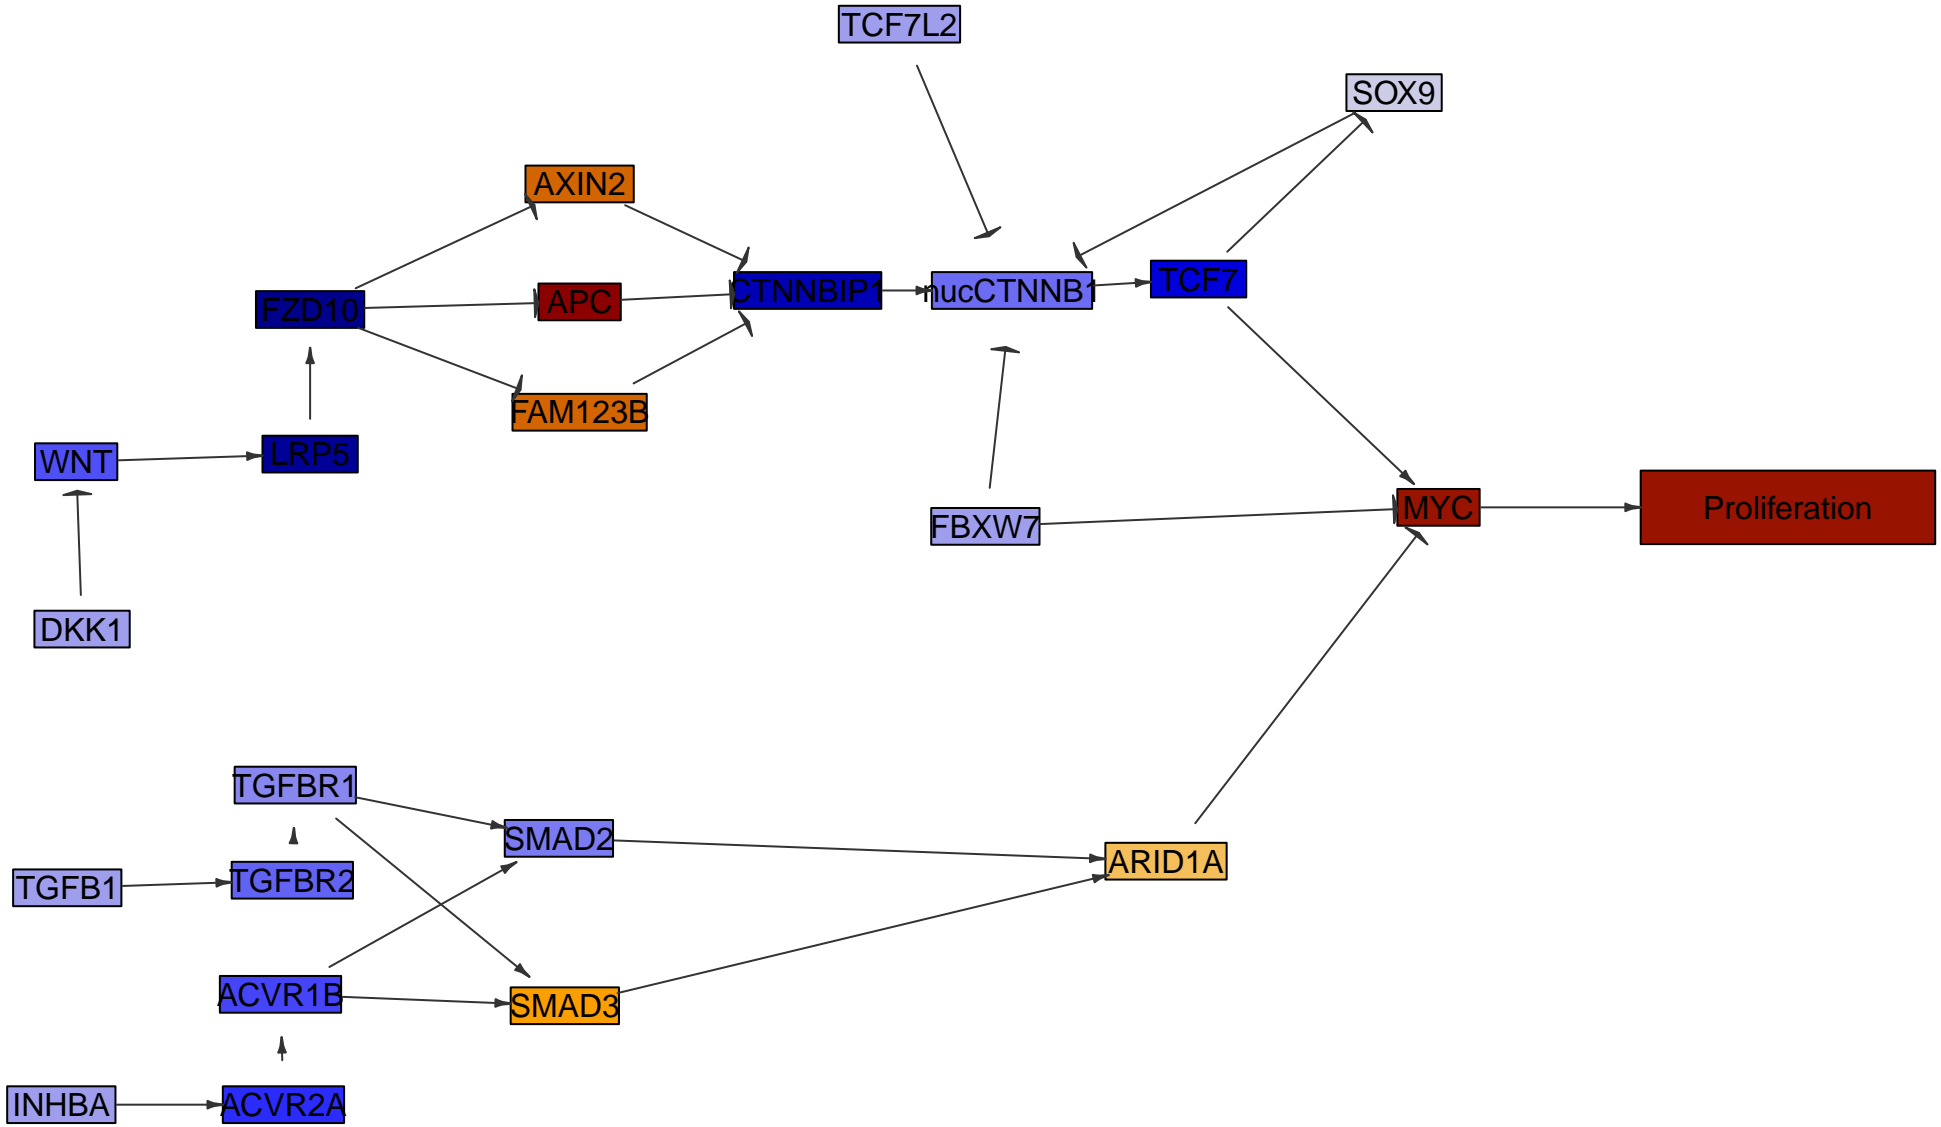 TCF7L2
SOX9
AXIN2
FZD10
APC
CTNNBIP1
nucCTNNB1
TCF7
FAM123B
WNT
LRP5
FBXW7
MYC
Proliferation
DKK1
TGFBR1
SMAD2
ARID1A
TGFB1
TGFBR2
ACVR1B
SMAD3
INHBA
ACVR2A